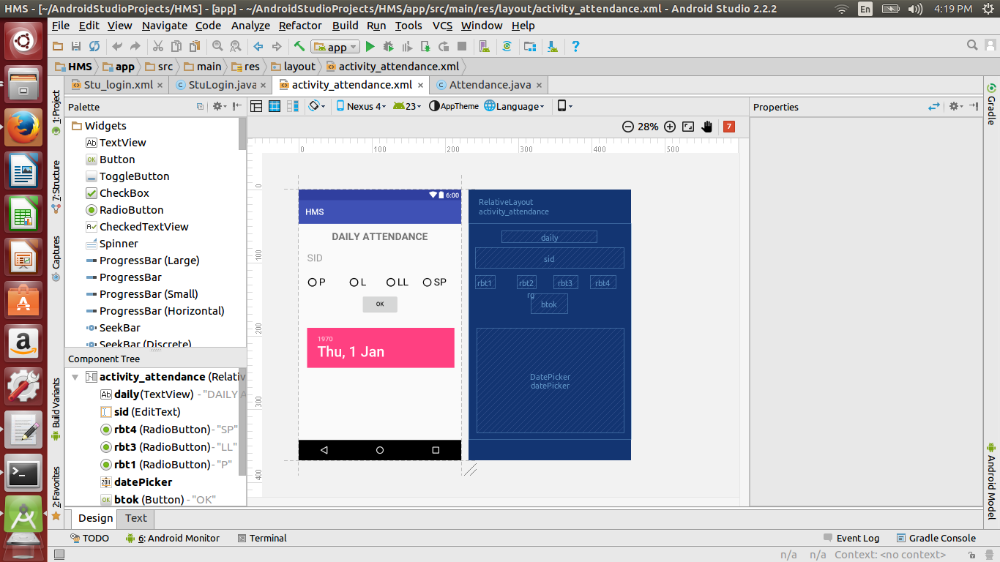 HMS - [~/AndroidStudioProjects/HMS] - [app] - ~/AndroidStudioProjects/HMS/app/src/main/res/layout/activity_attendance.xml - Android Studio 2.2.2
En
4:19 PM
File Edit View Navigate Code Analyze Refactor Build Run Tools VCS Window Help
app
HMS app src main res layout activity_attendance.xml
Stu_login.xml × StuLogin.java × activity_attendance.xml × Attendance.java ×
Palette
Nexus 4 23 AppTheme Language
Properties
28% 7
Widgets
TextView
Button
ToggleButton
CheckBox
RadioButton
CheckedTextView
Spinner
ProgressBar (Large)
ProgressBar
ProgressBar (Small)
ProgressBar (Horizontal)
SeekBar
SeekBar (Discrete)
Component Tree
activity_attendance (Relativ
daily(TextView) - "DAILY A
sid (EditText)
rbt4 (RadioButton) - "SP"
rbt3 (RadioButton) - "LL"
rbt1 (RadioButton) - "P"
datePicker
2011
btok (Button) - "OK"
Ab
OK
0 100 200 300 400 500
0
100
200
300
400
6:00
HMS
DAILY ATTENDANCE
SID
P L LL SP
OK
1970
Thu, 1 Jan
RelativeLayout
activity_attendance
daily
sid
rbt1 rbt2 rbt3 rbt4
rg
btok
DatePicker
datePicker
1: Project
7: Structure
Captures
Build Variants
2: Favorites
Gradle
Android Model
Design Text
TODO 6: Android Monitor Terminal Event Log Gradle Console
n/a n/a Context: <no context>